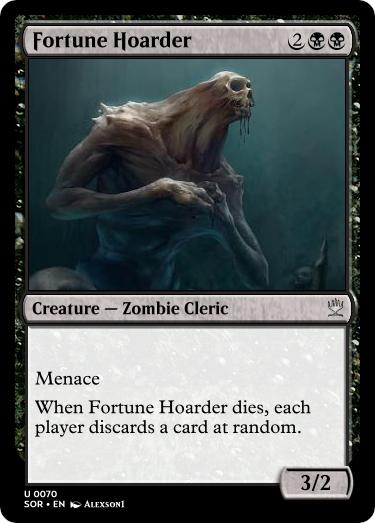 Fortune Hoarder 2
Creature — Zombie Cleric
Menace
When Fortune Hoarder dies, each
player discards a card at random.
3/2
U 0070
SOR • EN Alexson1